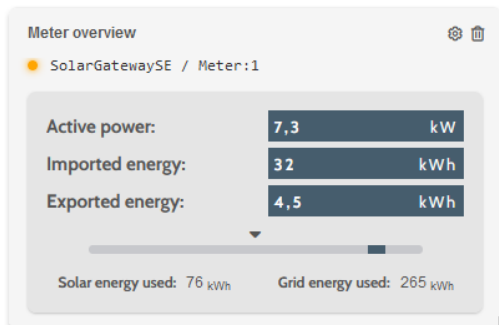 Meter overview
SolarGatewaySE / Meter:1
Active power: 7,3 kW
Imported energy: 32 kWh
Exported energy: 4,5 kWh
Solar energy used: 76 kWh Grid energy used: 265 kWh